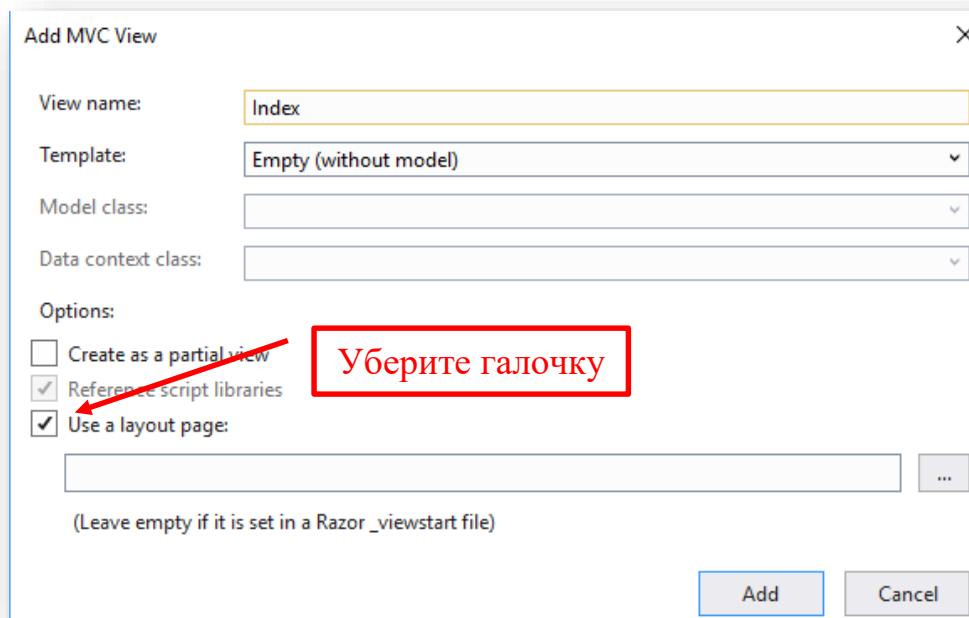 Add MVC View
View name:
Index
Template:
Empty (without model)
Model class:
Data context class:
Options:
Create as a partial view
Уберите галочку
Reference script libraries
Use a layout page:
...
(Leave empty if it is set in a Razor _viewstart file)
Add
Cancel